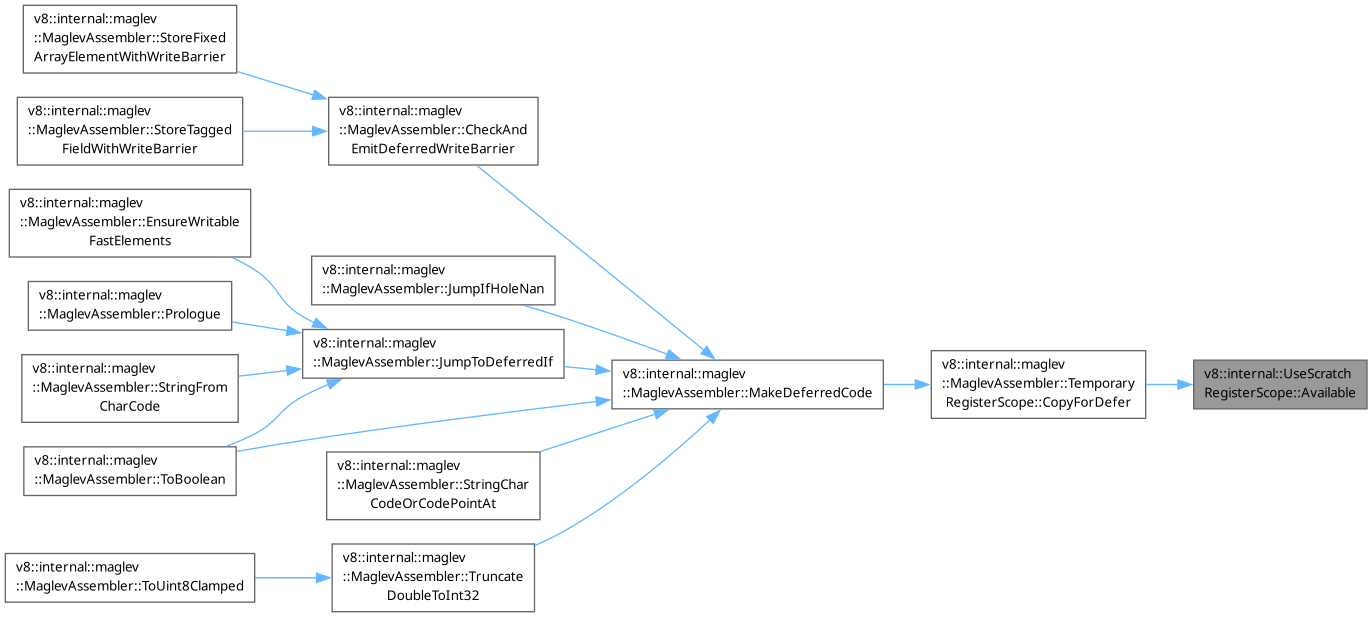 v8::internal::maglev
::MaglevAssembler::StoreFixed
ArrayElementWithWriteBarrier
v8::internal::maglev
::MaglevAssembler::StoreTagged
FieldWithWriteBarrier
v8::internal::maglev
::MaglevAssembler::CheckAnd
EmitDeferredWriteBarrier
v8::internal::maglev
::MaglevAssembler::EnsureWritable
FastElements
v8::internal::maglev
::MaglevAssembler::JumpIfHoleNan
v8::internal::maglev
::MaglevAssembler::Prologue
v8::internal::maglev
::MaglevAssembler::JumpToDeferredIf
v8::internal::maglev
::MaglevAssembler::StringFrom
CharCode
v8::internal::maglev
::MaglevAssembler::MakeDeferredCode
v8::internal::maglev
::MaglevAssembler::Temporary
RegisterScope::CopyForDefer
v8::internal::UseScratch
RegisterScope::Available
v8::internal::maglev
::MaglevAssembler::ToBoolean
v8::internal::maglev
::MaglevAssembler::StringChar
CodeOrCodePointAt
v8::internal::maglev
::MaglevAssembler::ToUint8Clamped
v8::internal::maglev
::MaglevAssembler::Truncate
DoubleToInt32